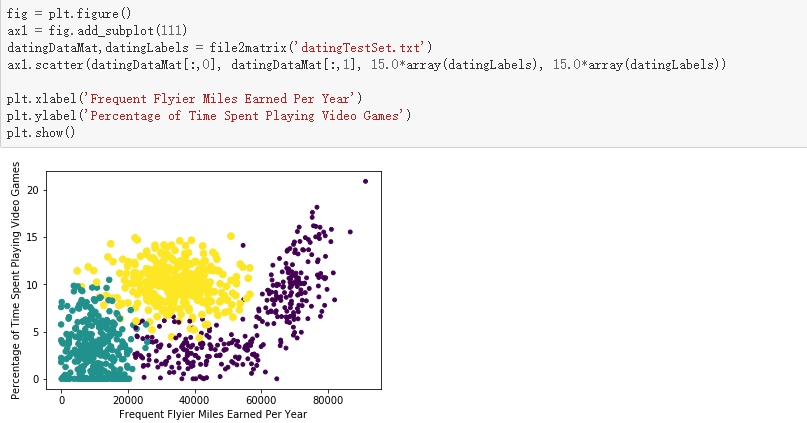 fig = plt.figure()
ax1 = fig.add_subplot(111)
datingDataMat,datingLabels = file2matrix('datingTestSet.txt')
ax1.scatter(datingDataMat[:,0], datingDataMat[:,1], 15.0*array(datingLabels), 15.0*array(datingLabels))
plt.xlabel('Frequent Flyier Miles Earned Per Year')
plt.ylabel('Percentage of Time Spent Playing Video Games')
plt.show()
Percentage of Time Spent Playing Video Games
20
15
10
5
0
0 20000 40000 60000 80000
Frequent Flyier Miles Earned Per Year